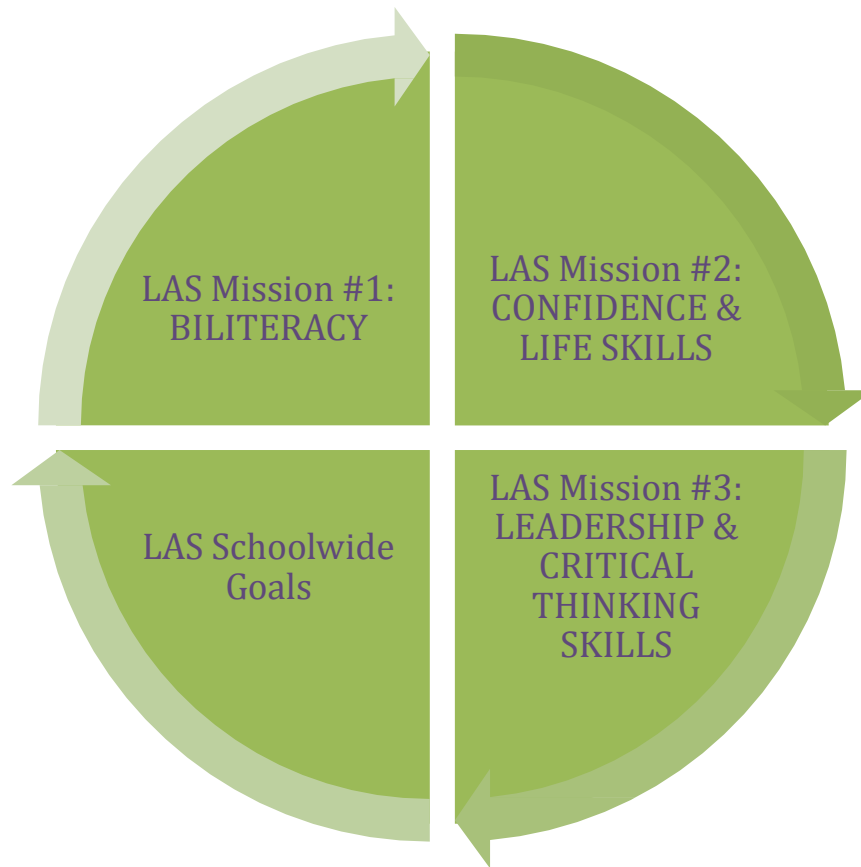 LAS Mission #1:
BILITERACY
LAS Mission #2:
CONFIDENCE &
LIFE SKILLS
LAS Mission #3:
LEADERSHIP &
CRITICAL
THINKING
SKILLS
LAS Schoolwide
Goals